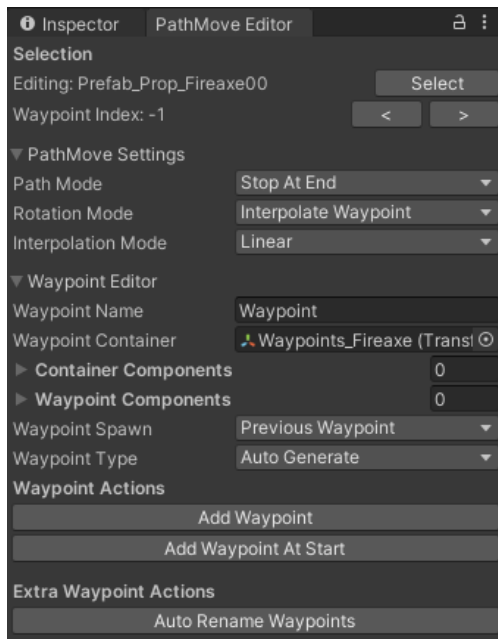 Inspector PathMove Editor
Selection
Editing: Prefab_Prop_Fireaxe00 Select
Waypoint Index: -1 < >
PathMove Settings
Path Mode Stop At End
Rotation Mode Interpolate Waypoint
Interpolation Mode Linear
Waypoint Editor
Waypoint Name Waypoint
Waypoint Container Waypoints_Fireaxe (Transf
Container Components 0
Waypoint Components 0
Waypoint Spawn Previous Waypoint
Waypoint Type Auto Generate
Waypoint Actions
Add Waypoint
Add Waypoint At Start
Extra Waypoint Actions
Auto Rename Waypoints